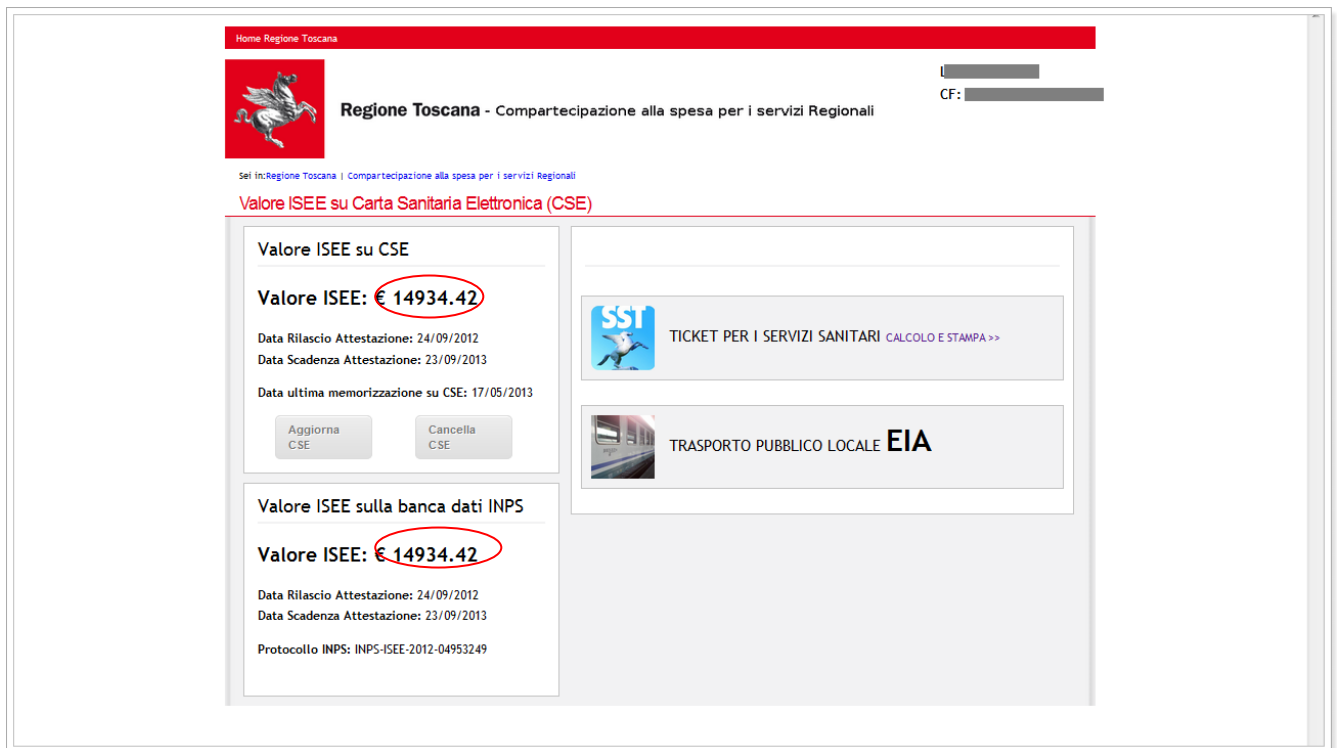 Home Regione Toscana
CF:
Regione Toscana - Compartecipazione alla spesa per i servizi Regionali
Sei in:Regione Toscana | Compartecipazione alla spesa per i servizi Regionali
Valore ISEE su Carta Sanitaria Elettronica (CSE)
Valore ISEE su CSE
Valore ISEE: € 14934.42
Data Rilascio Attestazione: 24/09/2012
Data Scadenza Attestazione: 23/09/2013
Data ultima memorizzazione su CSE: 17/05/2013
Aggiorna
CSE
Cancella
CSE
Valore ISEE sulla banca dati INPS
Valore ISEE: € 14934.42
Data Rilascio Attestazione: 24/09/2012
Data Scadenza Attestazione: 23/09/2013
Protocollo INPS: INPS-ISEE-2012-04953249
SST
TICKET PER I SERVIZI SANITARI CALCOLO E STAMPA >>
TRASPORTO PUBBLICO LOCALE EIA